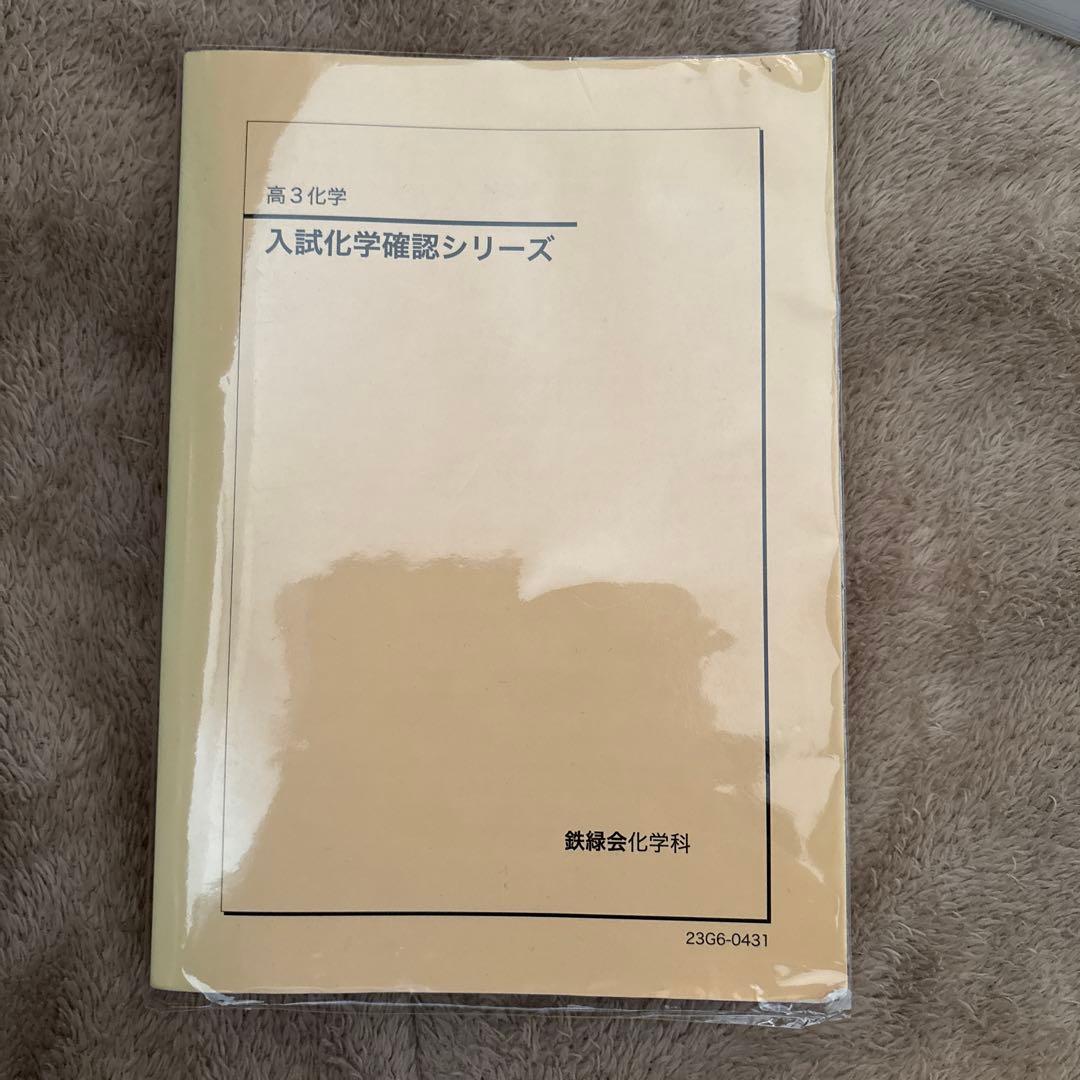 高3化学
入試化学確認シリーズ
鉄緑会化学科
23G6-0431